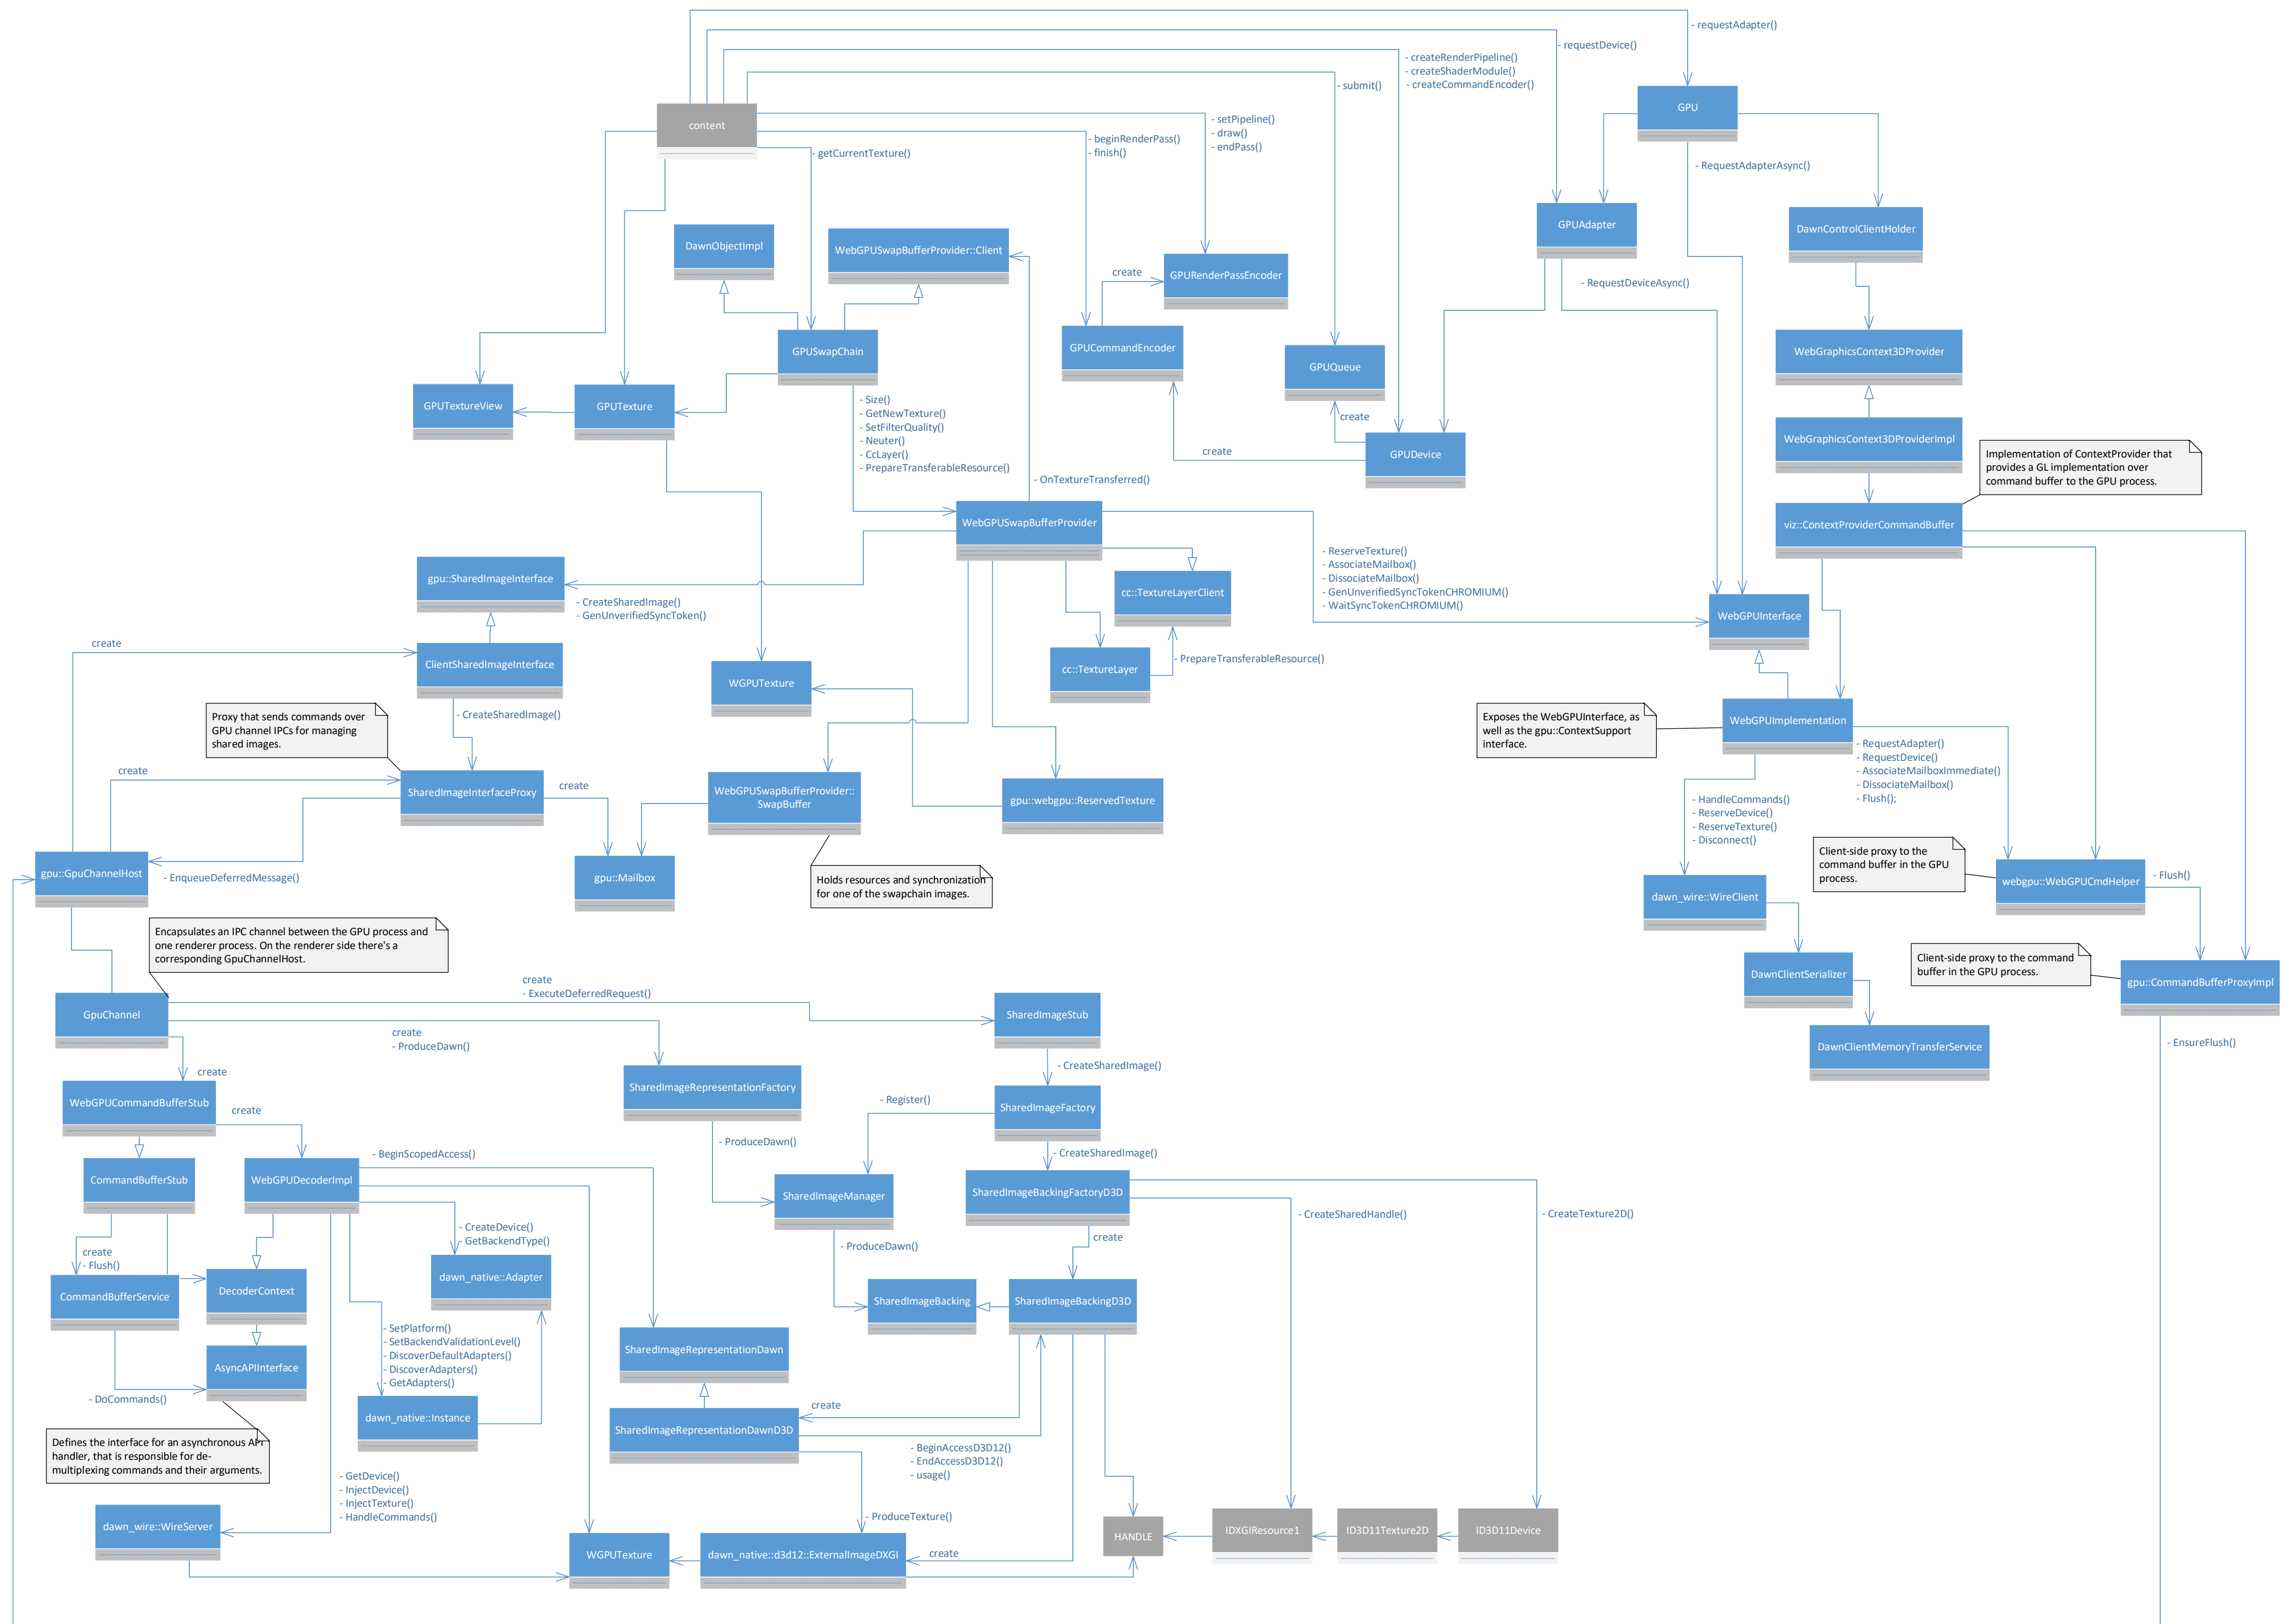 - requestAdapter()
- requestDevice()
- createRenderPipeline()
- createShaderModule()
- createCommandEncoder()
- submit()
content
GPU
- setPipeline()
- draw()
- endPass()
- beginRenderPass()
- finish()
- getCurrentTexture()
- RequestAdapterAsync()
GPUAdapter
DawnControlClientHolder
DawnObjectImpl
WebGPUSwapBufferProvider::Client
create
GPURenderPassEncoder
- RequestDeviceAsync()
GPUSwapChain
GPUCommandEncoder
GPUQueue
WebGraphicsContext3DProvider
GPUTextureView
GPUTexture
- Size()
- GetNewTexture()
- SetFilterQuality()
- Neuter()
- CcLayer()
- PrepareTransferableResource()
create
create
GPUDevice
WebGraphicsContext3DProviderImpl
Implementation of ContextProvider that
provides a GL implementation over
command buffer to the GPU process.
- OnTextureTransferred()
WebGPUSwapBufferProvider
viz::ContextProviderCommandBuffer
- ReserveTexture()
- AssociateMailbox()
- DissociateMailbox()
- GenUnverifiedSyncTokenCHROMIUM()
- WaitSyncTokenCHROMIUM()
gpu::SharedImageInterface
- CreateSharedImage()
- GenUnverifiedSyncToken()
cc::TextureLayerClient
WebGPUInterface
create
ClientSharedImageInterface
cc::TextureLayer
- PrepareTransferableResource()
WGPUTexture
Proxy that sends commands over
GPU channel IPCs for managing
shared images.
- CreateSharedImage()
Exposes the WebGPUInterface, as
well as the gpu::ContextSupport
interface.
WebGPUImplementation
- RequestAdapter()
- RequestDevice()
- AssociateMailboxImmediate()
- DissociateMailbox()
- Flush();
create
SharedImageInterfaceProxy
create
WebGPUSwapBufferProvider::
SwapBuffer
gpu::webgpu::ReservedTexture
- HandleCommands()
- ReserveDevice()
- ReserveTexture()
- Disconnect()
gpu::GpuChannelHost
- EnqueueDeferredMessage()
gpu::Mailbox
Holds resources and synchronization
for one of the swapchain images.
Client-side proxy to the
command buffer in the GPU
process.
webgpu::WebGPUCmdHelper
- Flush()
dawn_wire::WireClient
Encapsulates an IPC channel between the GPU process and
one renderer process. On the renderer side there's a
corresponding GpuChannelHost.
Client-side proxy to the command
buffer in the GPU process.
DawnClientSerializer
gpu::CommandBufferProxyImpl
create
- ExecuteDeferredRequest()
GpuChannel
SharedImageStub
create
- ProduceDawn()
DawnClientMemoryTransferService
- EnsureFlush()
create
- CreateSharedImage()
WebGPUCommandBufferStub
create
SharedImageRepresentationFactory
- Register()
SharedImageFactory
- ProduceDawn()
- BeginScopedAccess()
- CreateSharedImage()
CommandBufferStub
WebGPUDecoderImpl
SharedImageManager
SharedImageBackingFactoryD3D
- CreateSharedHandle()
- CreateTexture2D()
- CreateDevice()
- GetBackendType()
create
- Flush()
- ProduceDawn()
create
CommandBufferService
DecoderContext
dawn_native::Adapter
SharedImageBacking
SharedImageBackingD3D
- SetPlatform()
- SetBackendValidationLevel()
- DiscoverDefaultAdapters()
- DiscoverAdapters()
- GetAdapters()
SharedImageRepresentationDawn
AsyncAPIInterface
- DoCommands()
create
dawn_native::Instance
SharedImageRepresentationDawnD3D
Defines the interface for an asynchronous API
handler, that is responsible for de-
multiplexing commands and their arguments.
- BeginAccessD3D12()
- EndAccessD3D12()
- usage()
- GetDevice()
- InjectDevice()
- InjectTexture()
- HandleCommands()
- ProduceTexture()
dawn_wire::WireServer
HANDLE
IDXGIResource1
ID3D11Texture2D
ID3D11Device
WGPUTexture
dawn_native::d3d12::ExternalImageDXGI
create